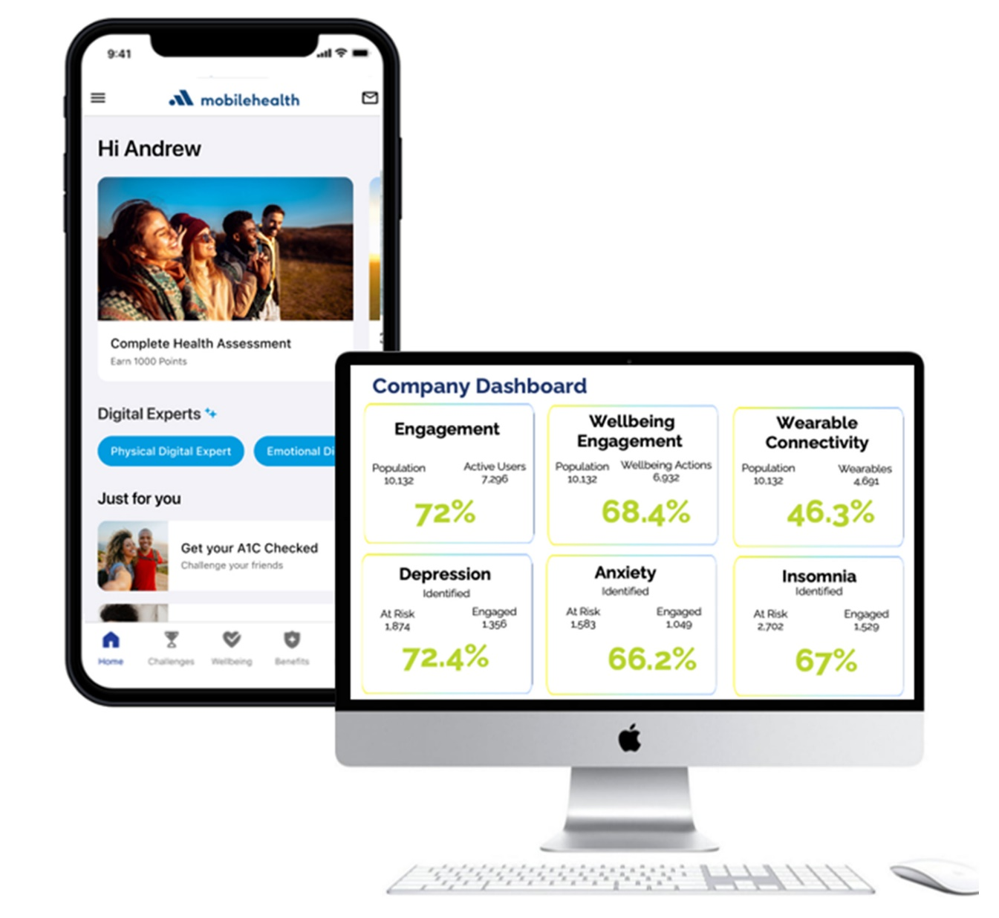 9:41
mobilehealth
Hi Andrew
Complete Health Assessment
Earn 1000 Points
Digital Experts
Physical Digital Expert
Emotional Di
Just for you
Get your A1C Checked
Challenge your friends
Home Challenges Wellbeing Benefits
Company Dashboard
Engagement
Population Active Users
10,132 7,296
72%
Wellbeing
Engagement
Population Wellbeing Actions
10,132 6,932
68.4%
Wearable
Connectivity
Population Wearables
10,132 4,691
46.3%
Depression
Identified
At Risk Engaged
1,874 1,356
72.4%
Anxiety
Identified
At Risk Engaged
1,583 1,049
66.2%
Insomnia
Identified
At Risk Engaged
2,702 1,529
67%